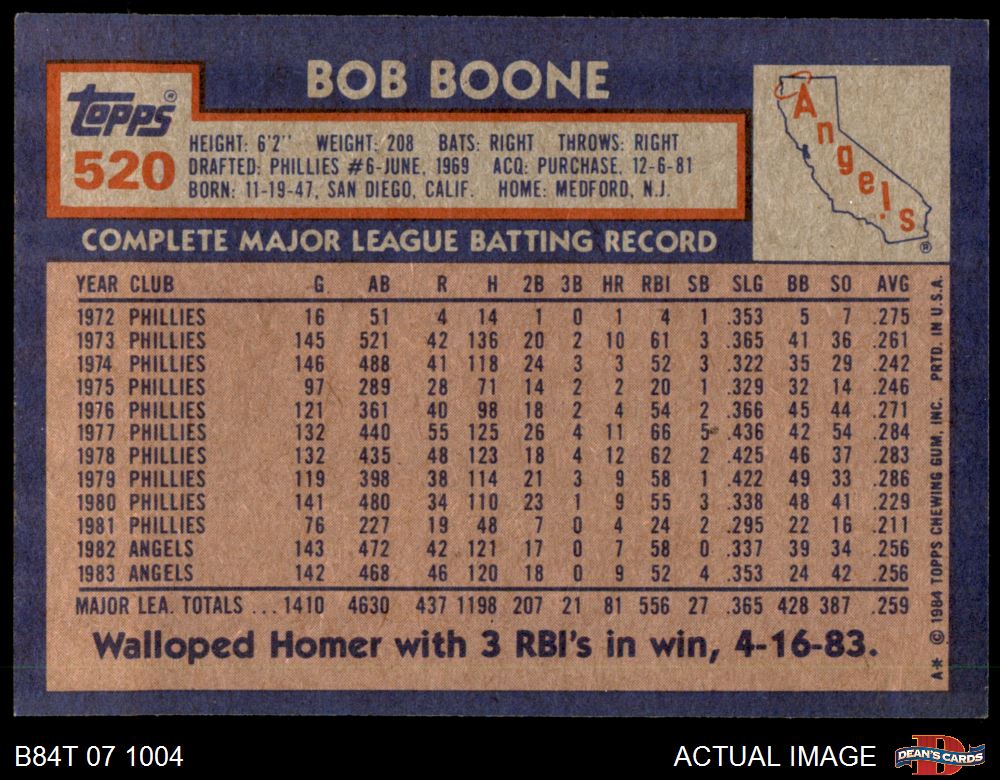 BOB BOONE
TOPPS®
520
HEIGHT: 6'2'' WEIGHT: 208 BATS: RIGHT THROWS: RIGHT
DRAFTED: PHILLIES #6-JUNE, 1969 ACQ: PURCHASE, 12-6-81
BORN: 11-19-47, SAN DIEGO, CALIF. HOME: MEDFORD, N.J.
Angels
®
COMPLETE MAJOR LEAGUE BATTING RECORD
YEAR CLUB G AB R H 2B 3B HR RBI SB SLG BB SO AVG
1972 PHILLIES 16 51 4 14 1 0 1 4 1 .353 5 7 .275
1973 PHILLIES 145 521 42 136 20 2 10 61 3 .365 41 36 .261
1974 PHILLIES 146 488 41 118 24 3 3 52 3 .322 35 29 .242
1975 PHILLIES 97 289 28 71 14 2 2 20 1 .329 32 14 .246
1976 PHILLIES 121 361 40 98 18 2 4 54 2 .366 45 44 .271
1977 PHILLIES 132 440 55 125 26 4 11 66 5 .436 42 54 .284
1978 PHILLIES 132 435 48 123 18 4 12 62 2 .425 46 37 .283
1979 PHILLIES 119 398 38 114 21 3 9 58 1 .422 49 33 .286
1980 PHILLIES 141 480 34 110 23 1 9 55 3 .338 48 41 .229
1981 PHILLIES 76 227 19 48 7 0 4 24 2 .295 22 16 .211
1982 ANGELS 143 472 42 121 17 0 7 58 0 .337 39 34 .256
1983 ANGELS 142 468 46 120 18 0 9 52 4 .353 24 42 .256
MAJOR LEA. TOTALS ... 1410 4630 437 1198 207 21 81 556 27 .365 428 387 .259
Walloped Homer with 3 RBI's in win, 4-16-83.
A* © 1984 TOPPS CHEWING GUM, INC. PRTD. IN U.S.A.
B84T 07 1004
ACTUAL IMAGE
D
DEAN'S CARDS